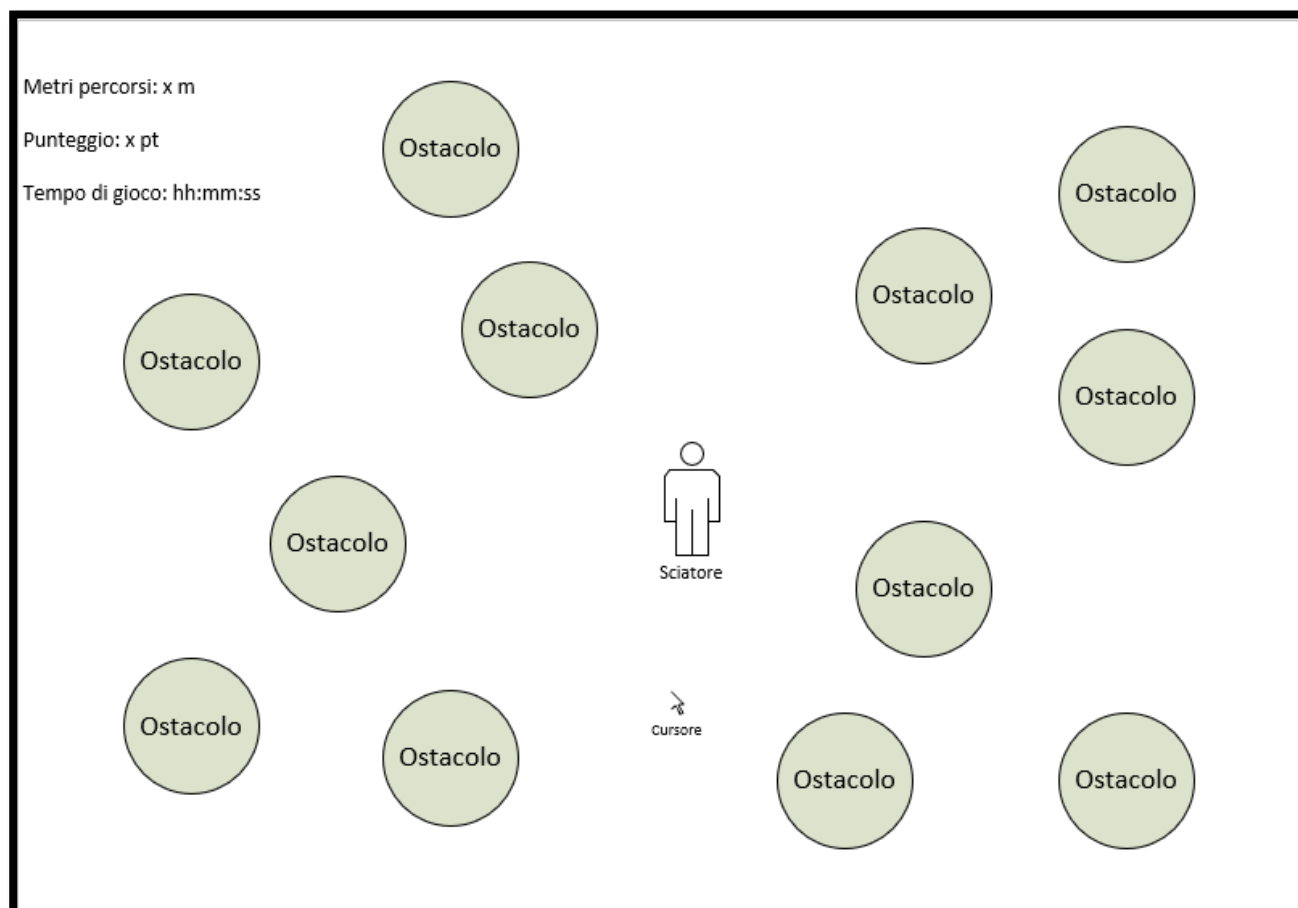 Metri percorsi: x m
Punteggio: x pt
Tempo di gioco: hh:mm:ss
Ostacolo
Ostacolo
Ostacolo
Ostacolo
Ostacolo
Ostacolo
Ostacolo
Ostacolo
Sciatore
Ostacolo
Ostacolo
Ostacolo
Cursore
Ostacolo
Ostacolo